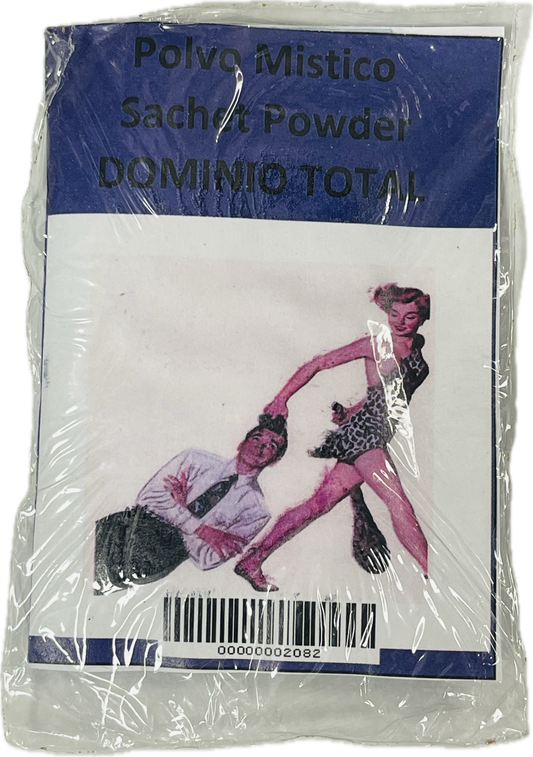 Polvo Mistico
Sachet Powder
DOMINIO TOTAL
00000002082